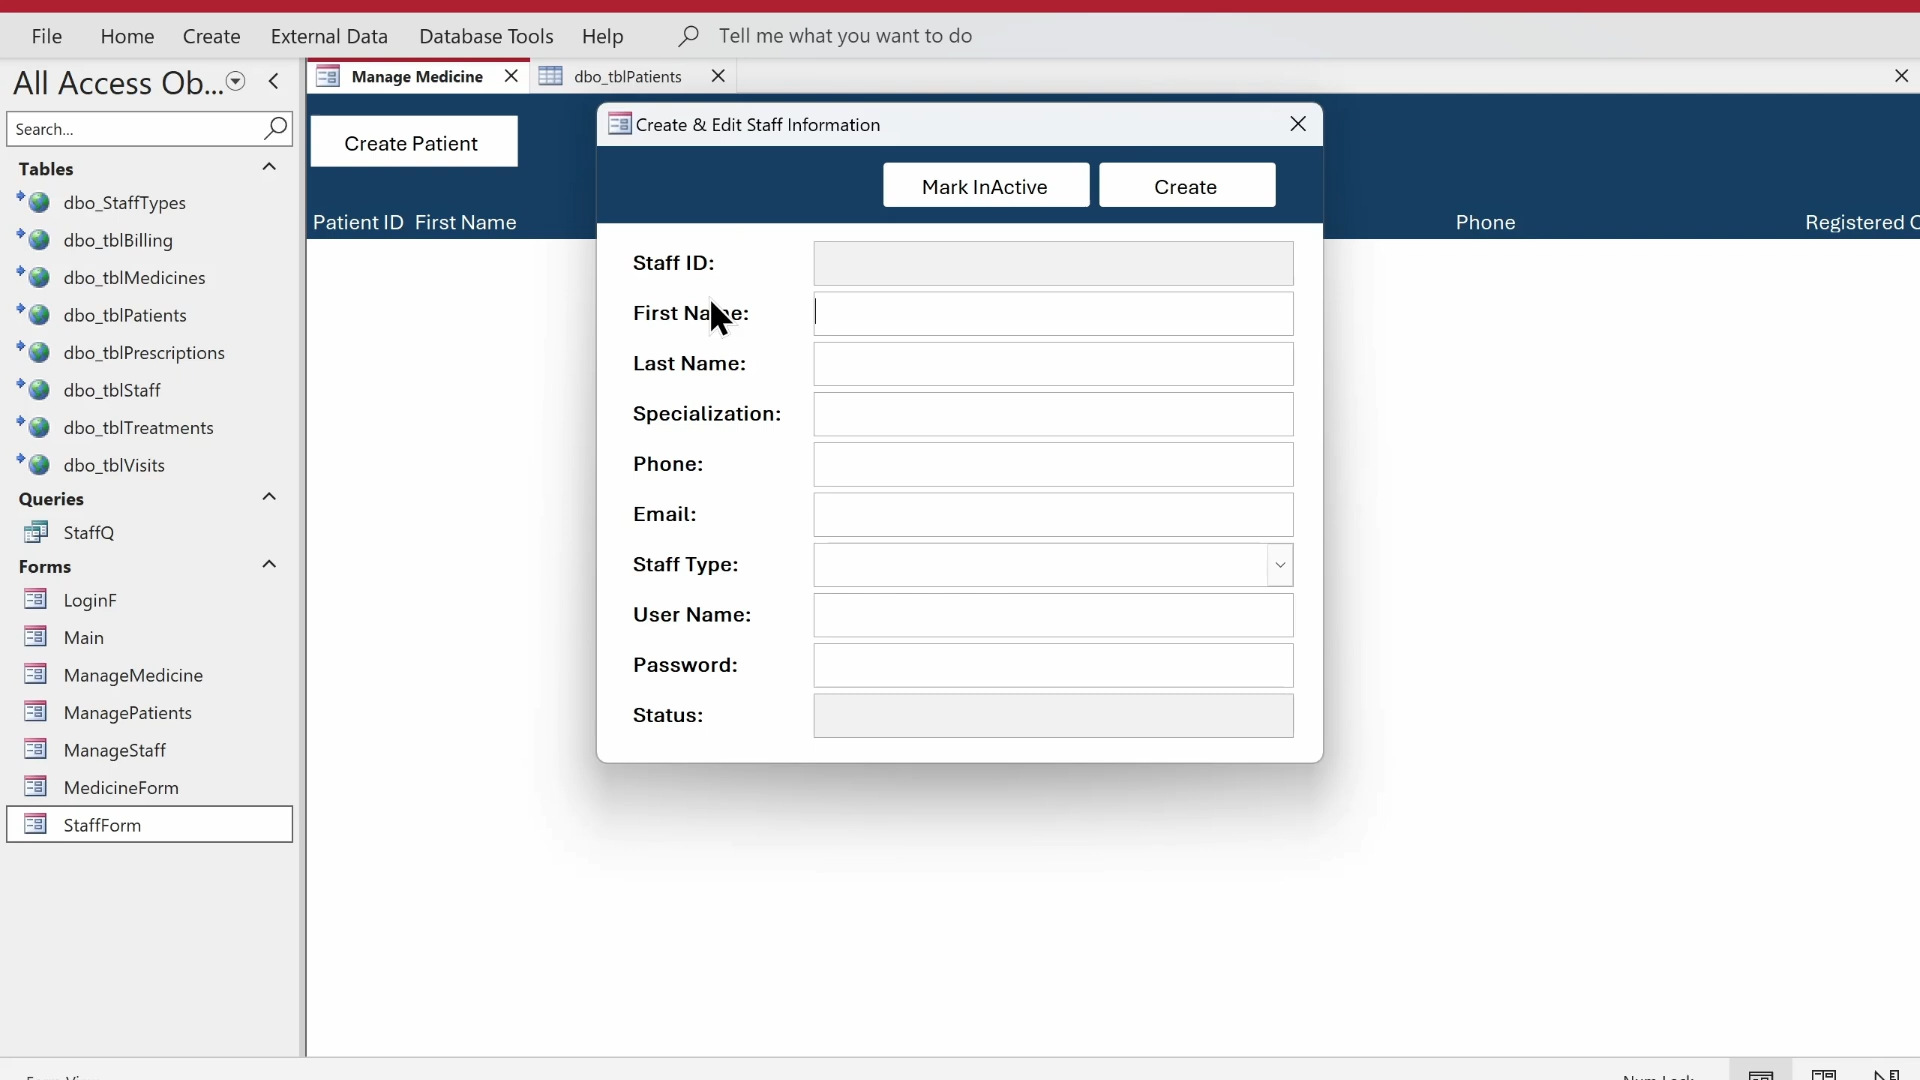 File Home Create External Data Database Tools Help Tell me what you want to do
All Access Ob...
Manage Medicine dbo_tblPatients
Search...
Create Patient
Patient ID First Name Phone Registered
Tables
dbo_StaffTypes
dbo_tblBilling
dbo_tblMedicines
dbo_tblPatients
dbo_tblPrescriptions
dbo_tblStaff
dbo_tblTreatments
dbo_tblVisits
Queries
StaffQ
Forms
LoginF
Main
ManageMedicine
ManagePatients
ManageStaff
MedicineForm
StaffForm
Create & Edit Staff Information
Mark InActive Create
Staff ID:
First Name:
Last Name:
Specialization:
Phone:
Email:
Staff Type:
User Name:
Password:
Status: